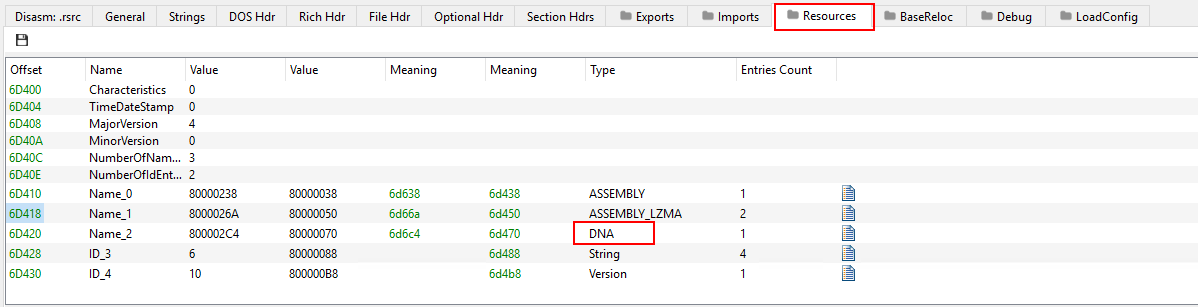 Disasm: .rsrc General Strings DOS Hdr Rich Hdr File Hdr Optional Hdr Section Hdrs Exports Imports Resources BaseReloc Debug LoadConfig
Offset Name Value Value Meaning Meaning Type Entries Count
6D400 Characteristics 0
6D404 TimeDateStamp 0
6D408 MajorVersion 4
6D40A MinorVersion 0
6D40C NumberOfNam... 3
6D40E NumberOfIdEnt... 2
6D410 Name_0 80000238 80000038 6d638 6d438 ASSEMBLY 1
6D418 Name_1 8000026A 80000050 6d66a 6d450 ASSEMBLY_LZMA 2
6D420 Name_2 800002C4 80000070 6d6c4 6d470 DNA 1
6D428 ID_3 6 80000088 6d488 String 4
6D430 ID_4 10 800000B8 6d4b8 Version 1